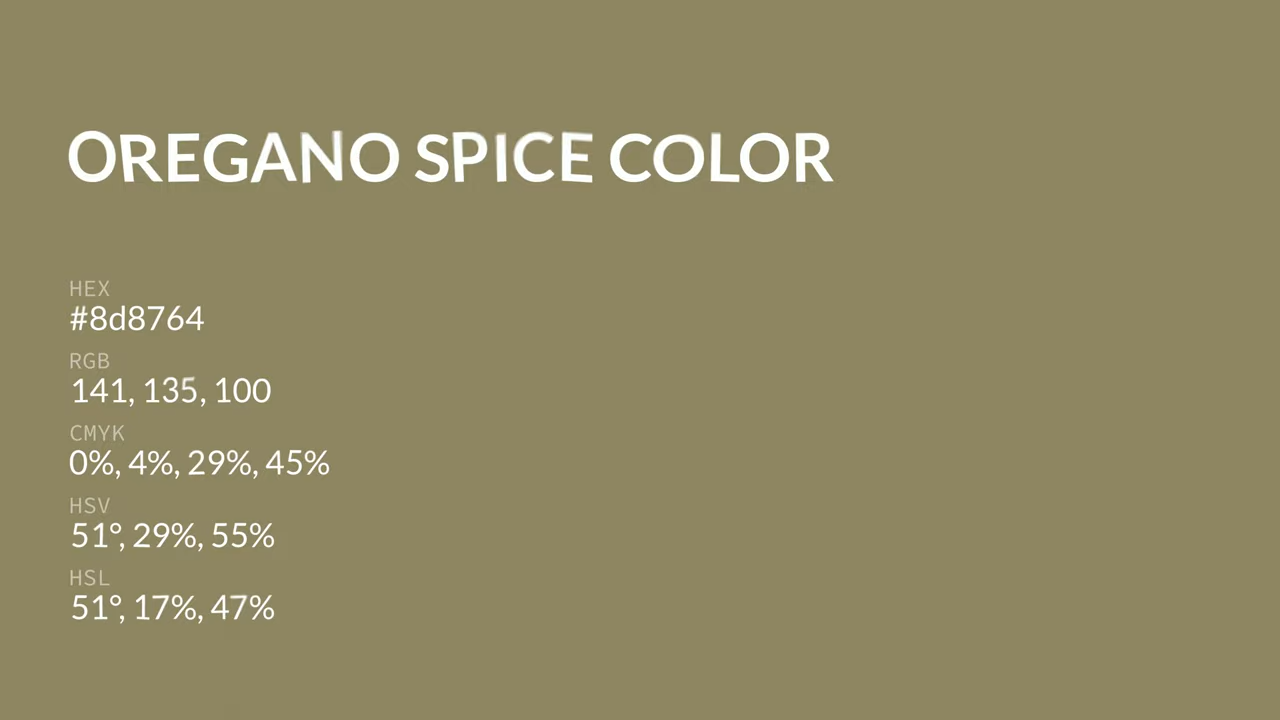 OREGANO SPICE COLOR
HEX
#8d8764
RGB
141, 135, 100
CMYK
0%, 4%, 29%, 45%
HSV
51°, 29%, 55%
HSL
51°, 17%, 47%